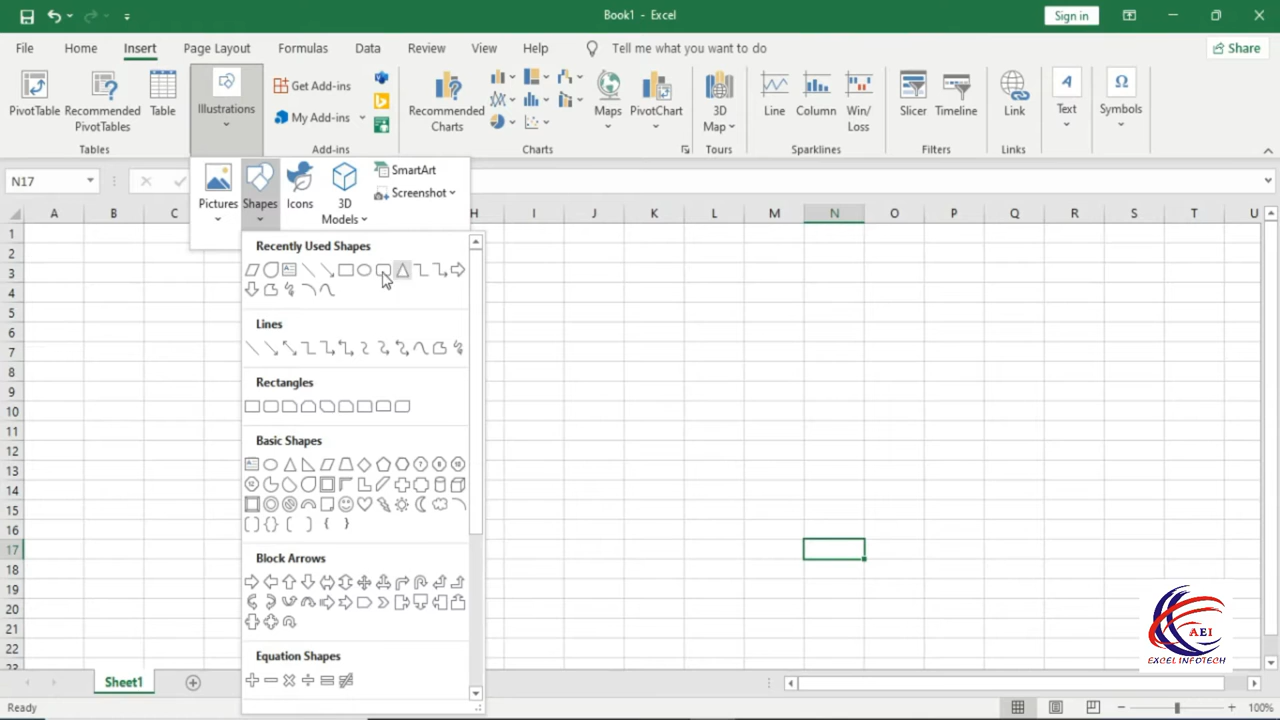 Book1 - Excel
Sign in
File Home Insert Page Layout Formulas Data Review View Help Tell me what you want to do Share
PivotTable
Recommended
PivotTables
Table
Tables
Illustrations
Get Add-ins
My Add-ins
Add-ins
Recommended
Charts
Maps
PivotChart
Charts
3D
Map
Tours
Line
Column
Win/
Loss
Sparklines
Slicer
Timeline
Filters
Link
Links
Text
Symbols
N17
Pictures
Shapes
Icons
3D
Models
SmartArt
Screenshot
A B C H I J K L M N O P Q R S T U
1
2
3
4
5
6
7
8
9
10
11
12
13
14
15
16
17
18
19
20
21
22
23
Recently Used Shapes
Lines
Rectangles
Basic Shapes
Block Arrows
Equation Shapes
AEI
EXCEL INFOTECH
Sheet1
Ready
100%